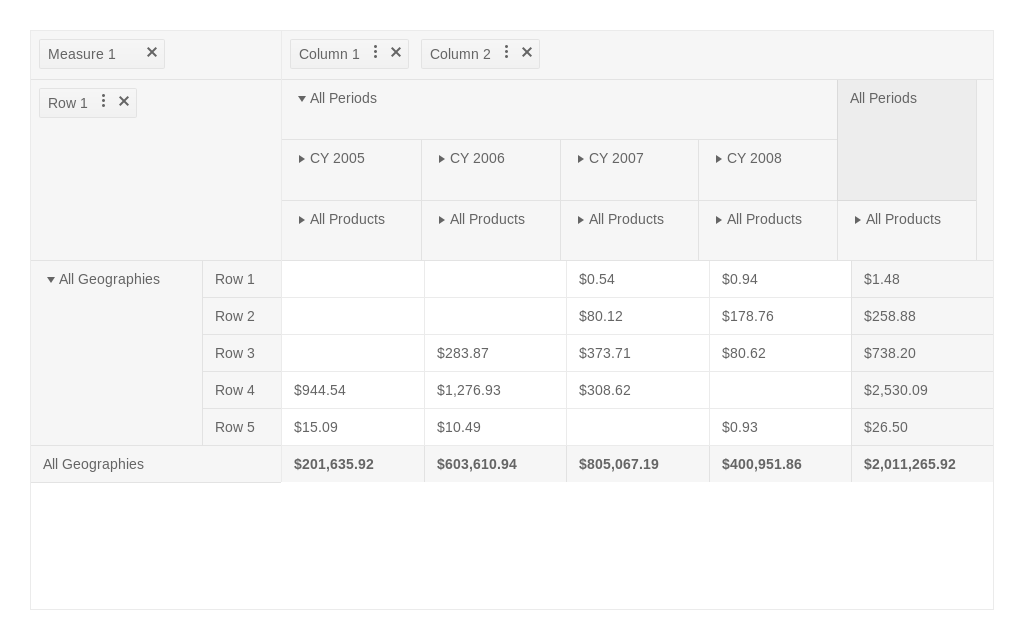 Measure 1 Column 1 Column 2
Row 1
All Periods All Periods
CY 2005 CY 2006 CY 2007 CY 2008
All Products All Products All Products All Products All Products
All Geographies Row 1 $0.54 $0.94 $1.48
Row 2 $80.12 $178.76 $258.88
Row 3 $283.87 $373.71 $80.62 $738.20
Row 4 $944.54 $1,276.93 $308.62 $2,530.09
Row 5 $15.09 $10.49 $0.93 $26.50
All Geographies $201,635.92 $603,610.94 $805,067.19 $400,951.86 $2,011,265.92